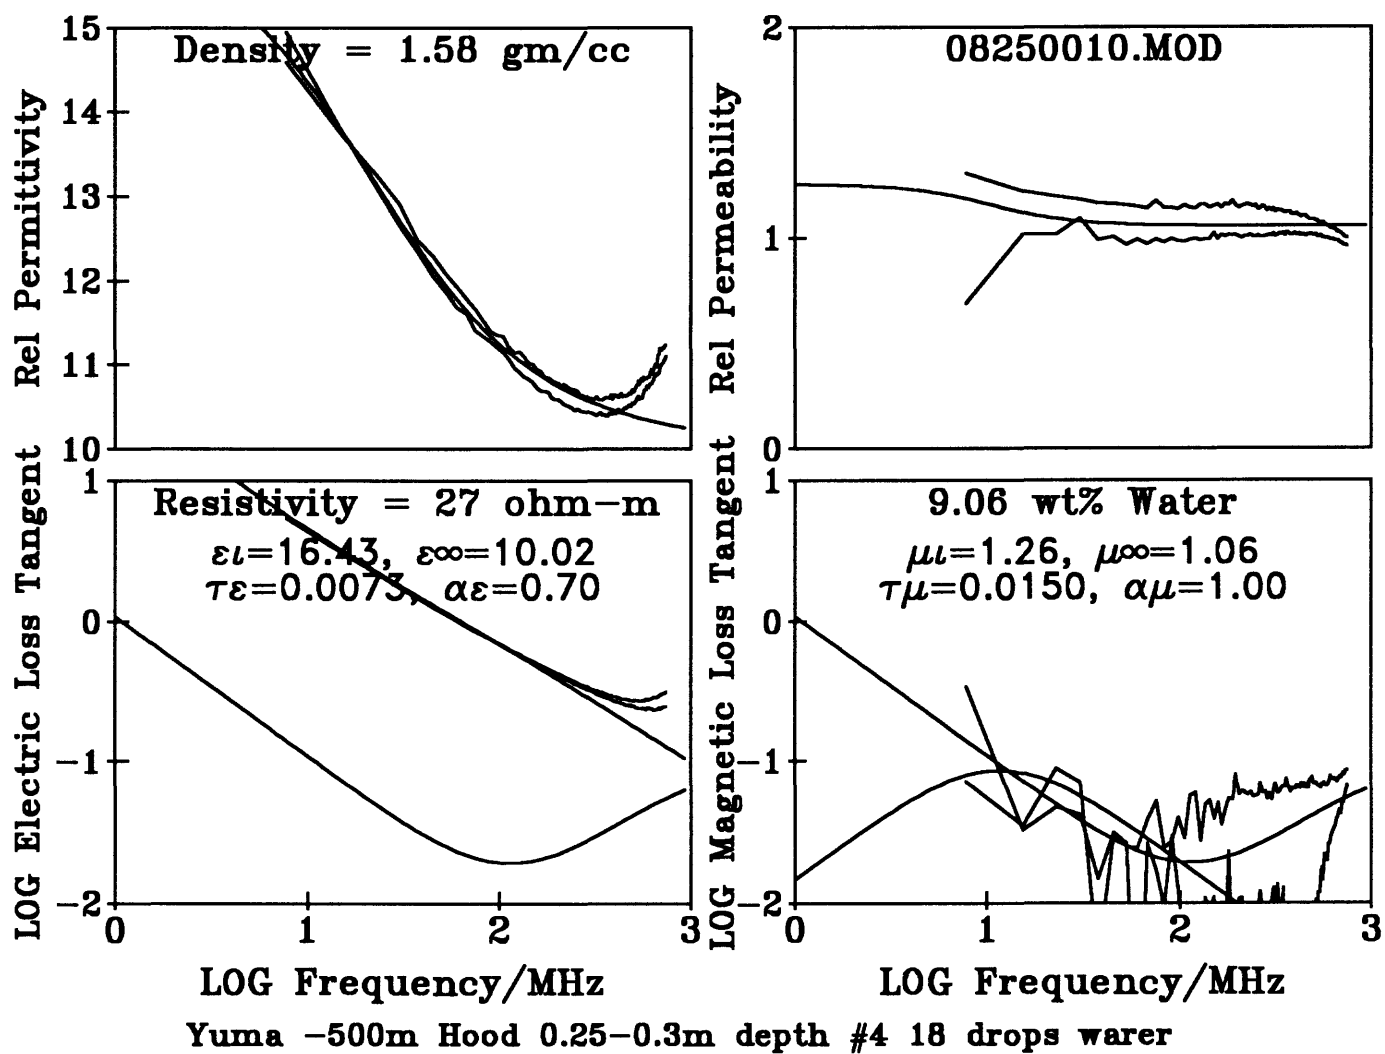 Density = 1.58 gm/cc
15
14
13
12
11
10
Rel Permittivity
08250010.MOD
2
1
0
Rel Permeability
Resistivity = 27 ohm-m
ει=16.43, ε∞=10.02
τε=0.0073, αε=0.70
1
0
-1
-2
0 1 2 3
LOG Electric Loss Tangent
LOG Frequency/MHz
9.06 wt% Water
μι=1.26, μ∞=1.06
τμ=0.0150, αμ=1.00
1
0
-1
-2
0 1 2 3
LOG Magnetic Loss Tangent
LOG Frequency/MHz
Yuma -500m Hood 0.25-0.3m depth #4 18 drops warer